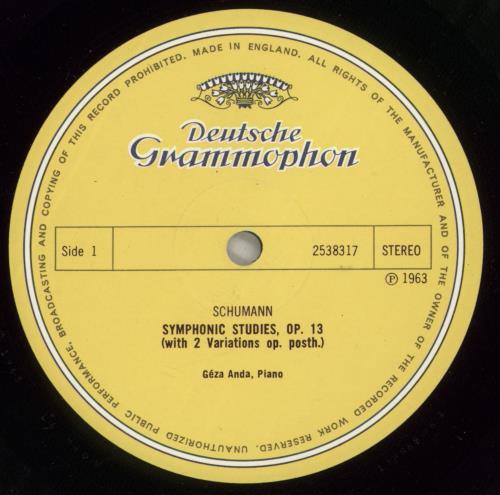 MADE IN ENGLAND. ALL RIGHTS OF THE MANUFACTURER AND OF THE OWNER OF THE RECORDED WORK RESERVED. UNAUTHORIZED PUBLIC PERFORMANCE, BROADCASTING AND COPYING OF THIS RECORD PROHIBITED.
Deutsche
Grammophon
Side 1 2538317 STEREO
Ⓟ 1963
SCHUMANN
SYMPHONIC STUDIES, OP. 13
(with 2 Variations op. posth.)
Géza Anda, Piano